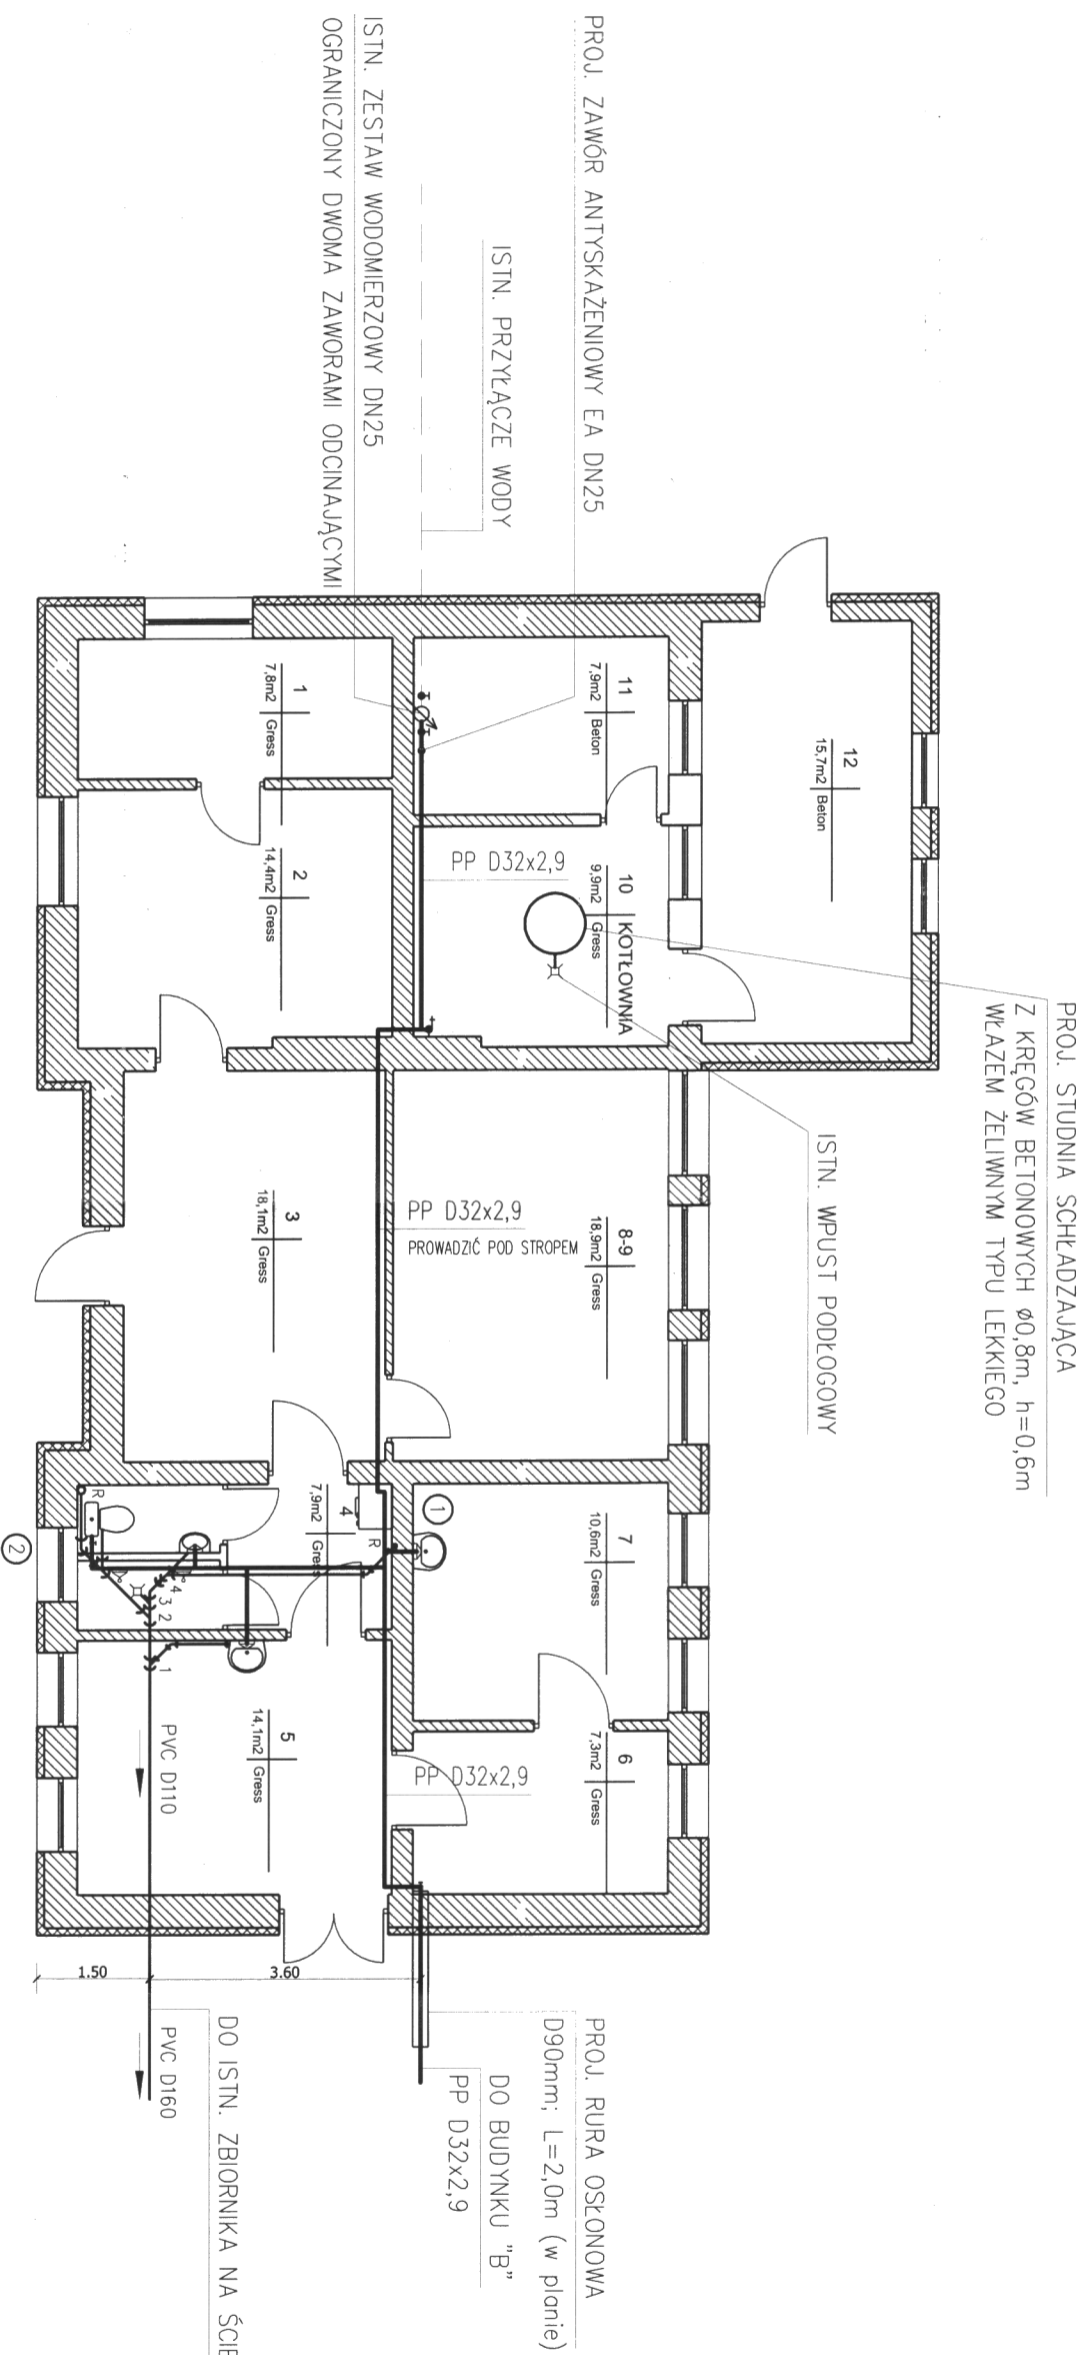 PROJ. STUDNIA SCHŁADZAJĄCA
Z KRĘGÓW BETONOWYCH ø0,8m, h=0,6m
WŁAZEM ŻELIWNYM TYPU LEKKIEGO
ISTN. WPUST PODŁOGOWY
PROJ. ZAWÓR ANTYSKAŻENIOWY EA DN25
ISTN. PRZYŁĄCZE WODY
ISTN. ZESTAW WODOMIERZOWY DN25
OGRANICZONY DWOMA ZAWORAMI ODCINAJĄCYMI
12
15,7m2 Beton
11
7,9m2 Beton
10 KOTŁOWNIA
9,9m2 Gress
PP D32x2,9
8-9
18,9m2 Gress
PP D32x2,9
PROWADZIĆ POD STROPEM
7
10,6m2 Gress
6
7,3m2 Gress
PP D32x2,9
1
7,8m2 Gress
2
14,4m2 Gress
3
18,1m2 Gress
4
7,9m2 Gress
5
14,1m2 Gress
1
R
R
4
3
2
1
2
PVC D110
1.50
3.60
PVC D160
PROJ. RURA OSŁONOWA
D90mm; L=2,0m (w planie)
DO BUDYNKU "B"
PP D32x2,9
DO ISTN. ZBIORNIKA NA ŚCIE